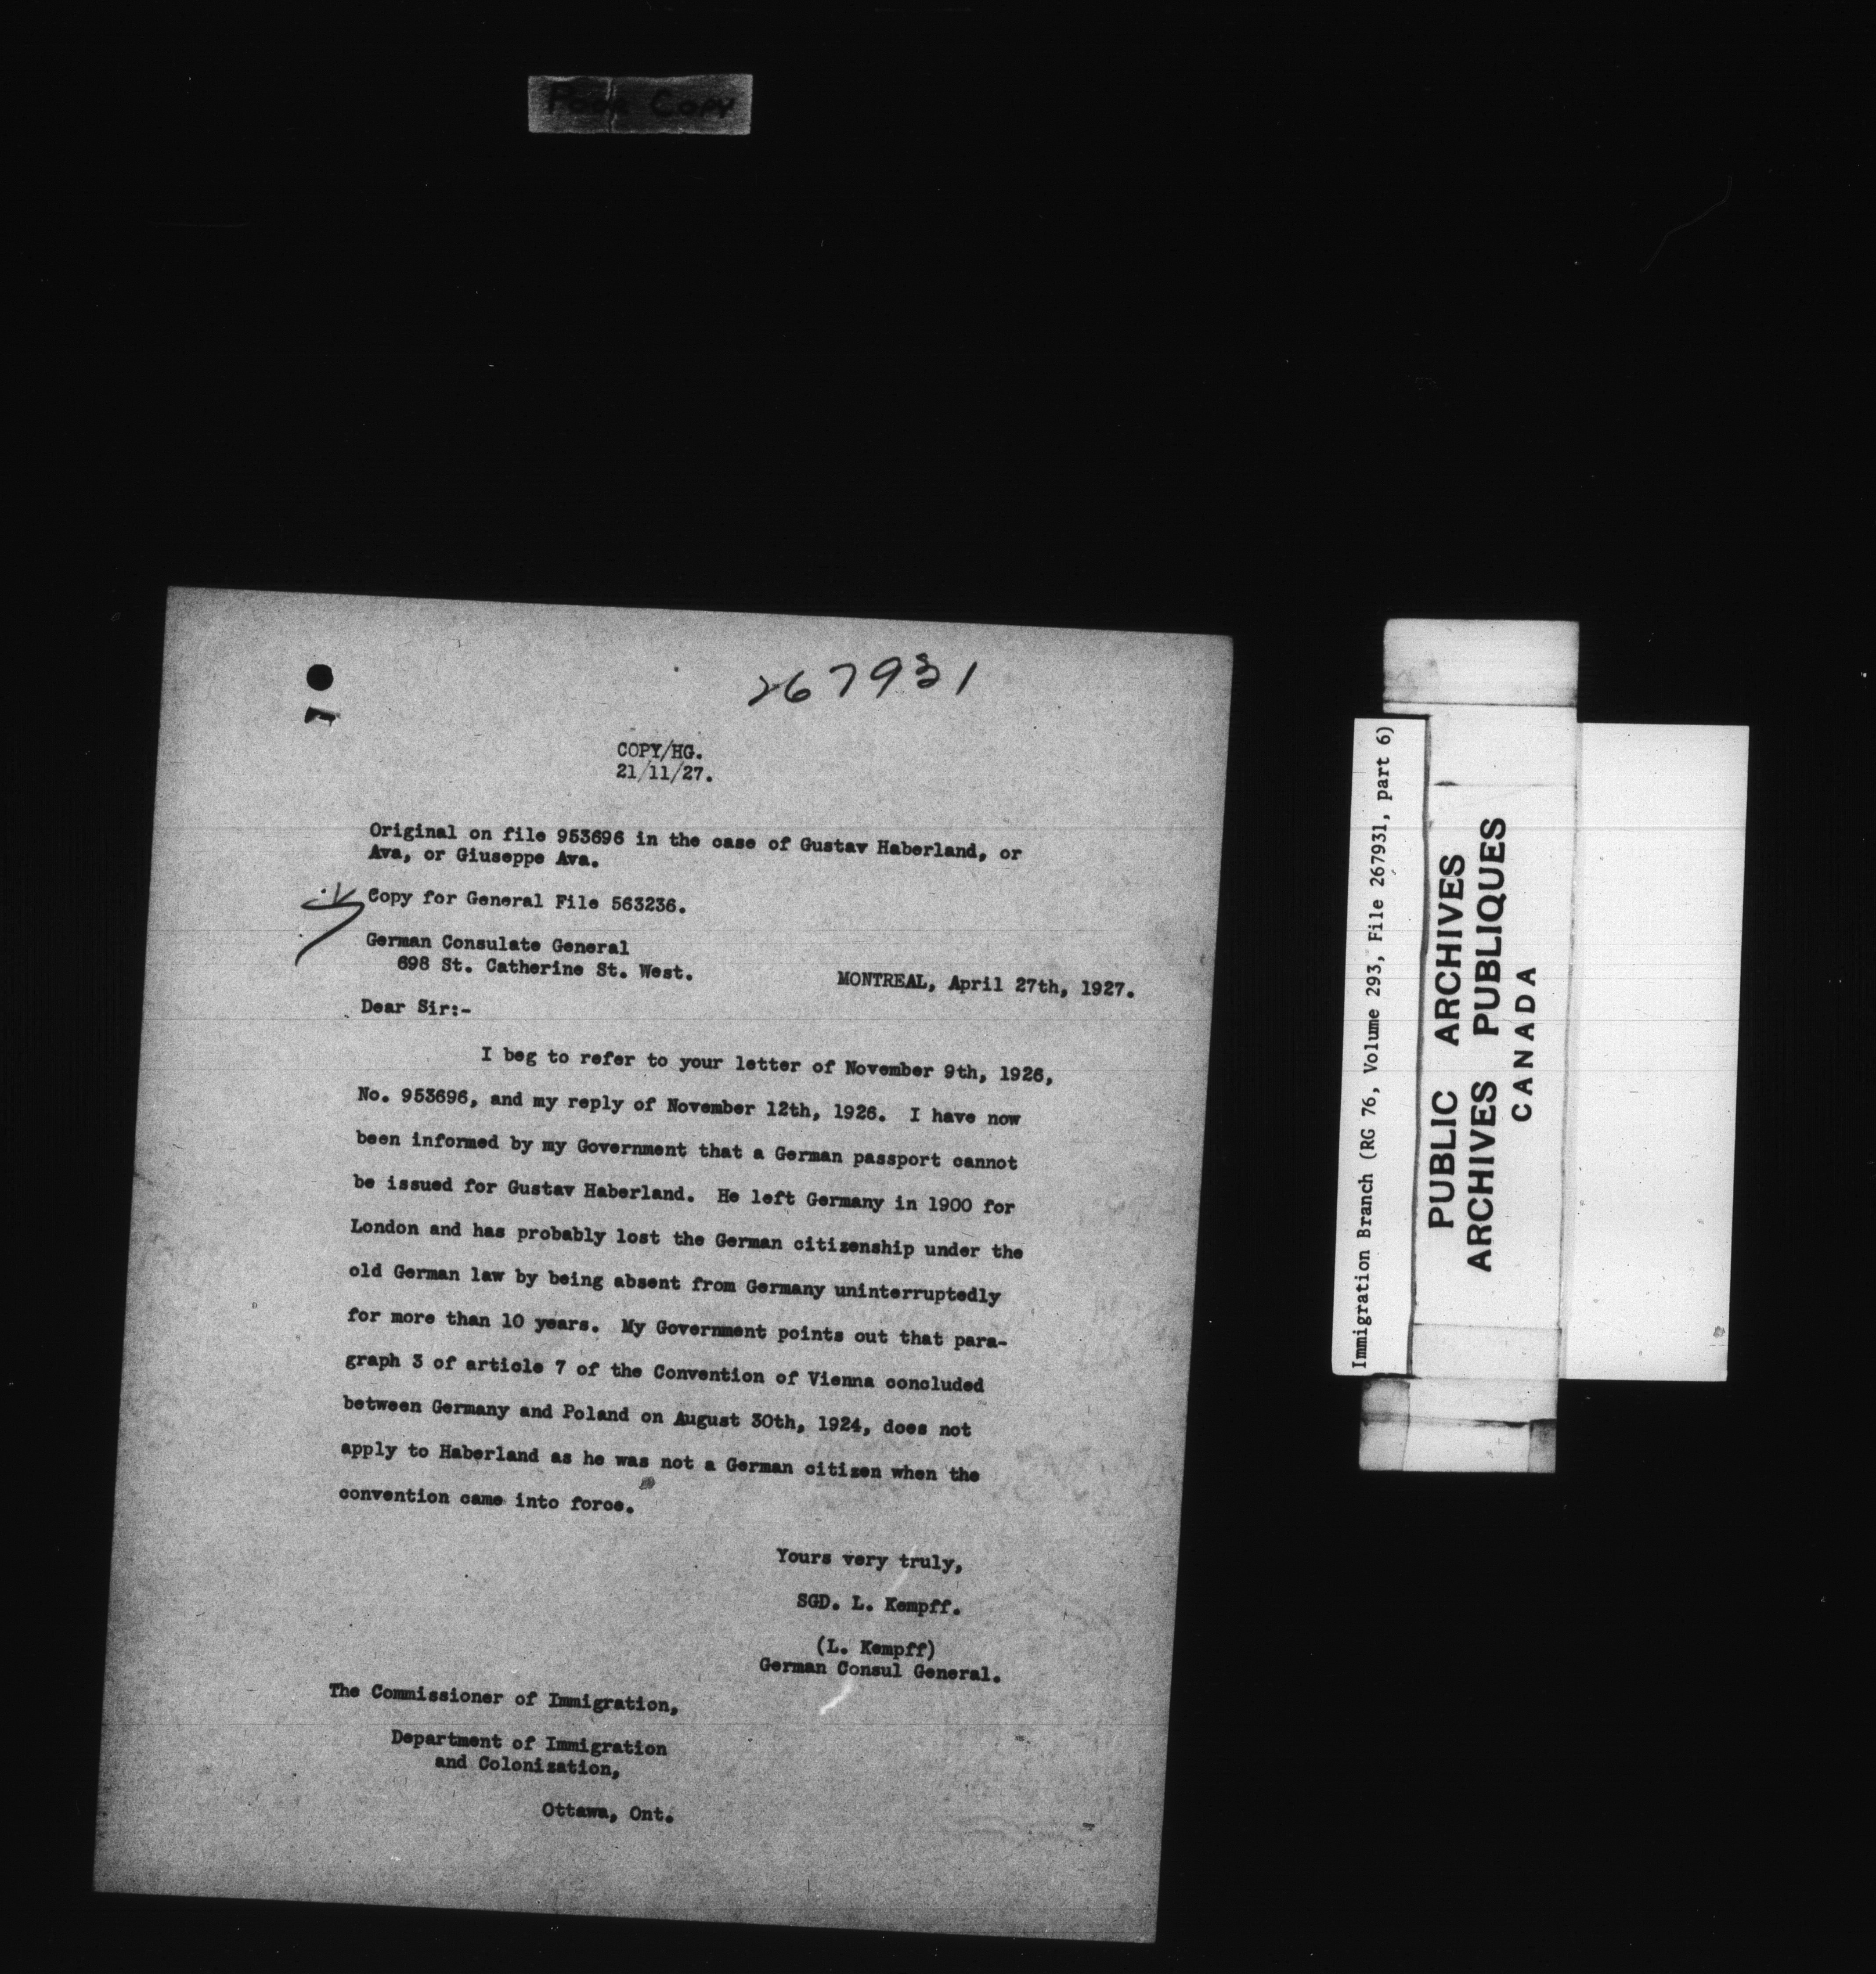 Poor Copy
267931
COPY/HG.
21/11/27.
Original on file 953696 in the case of Gustav Haberland, or
Ava, or Giuseppe Ava.
Copy for General File 563236.
German Consulate General
698 St. Catherine St. West.
MONTREAL, April 27th, 1927.
Dear Sir:-
I beg to refer to your letter of November 9th, 1926,
No. 953696, and my reply of November 12th, 1926. I have now
been informed by my Government that a German passport cannot
be issued for Gustav Haberland. He left Germany in 1900 for
London and has probably lost the German citizenship under the
old German law by being absent from Germany uninterruptedly
for more than 10 years. My Government points out that para-
graph 3 of article 7 of the Convention of Vienna concluded
between Germany and Poland on August 30th, 1924, does not
apply to Haberland as he was not a German citizen when the
convention came into force.
Yours very truly,
SGD. L. Kempff.
(L. Kempff)
German Consul General.
The Commissioner of Immigration,
Department of Immigration
and Colonization,
Ottawa, Ont.
Immigration Branch (RG 76, Volume 293, File 267931, part 6)
PUBLIC ARCHIVES
ARCHIVES PUBLIQUES
CANADA